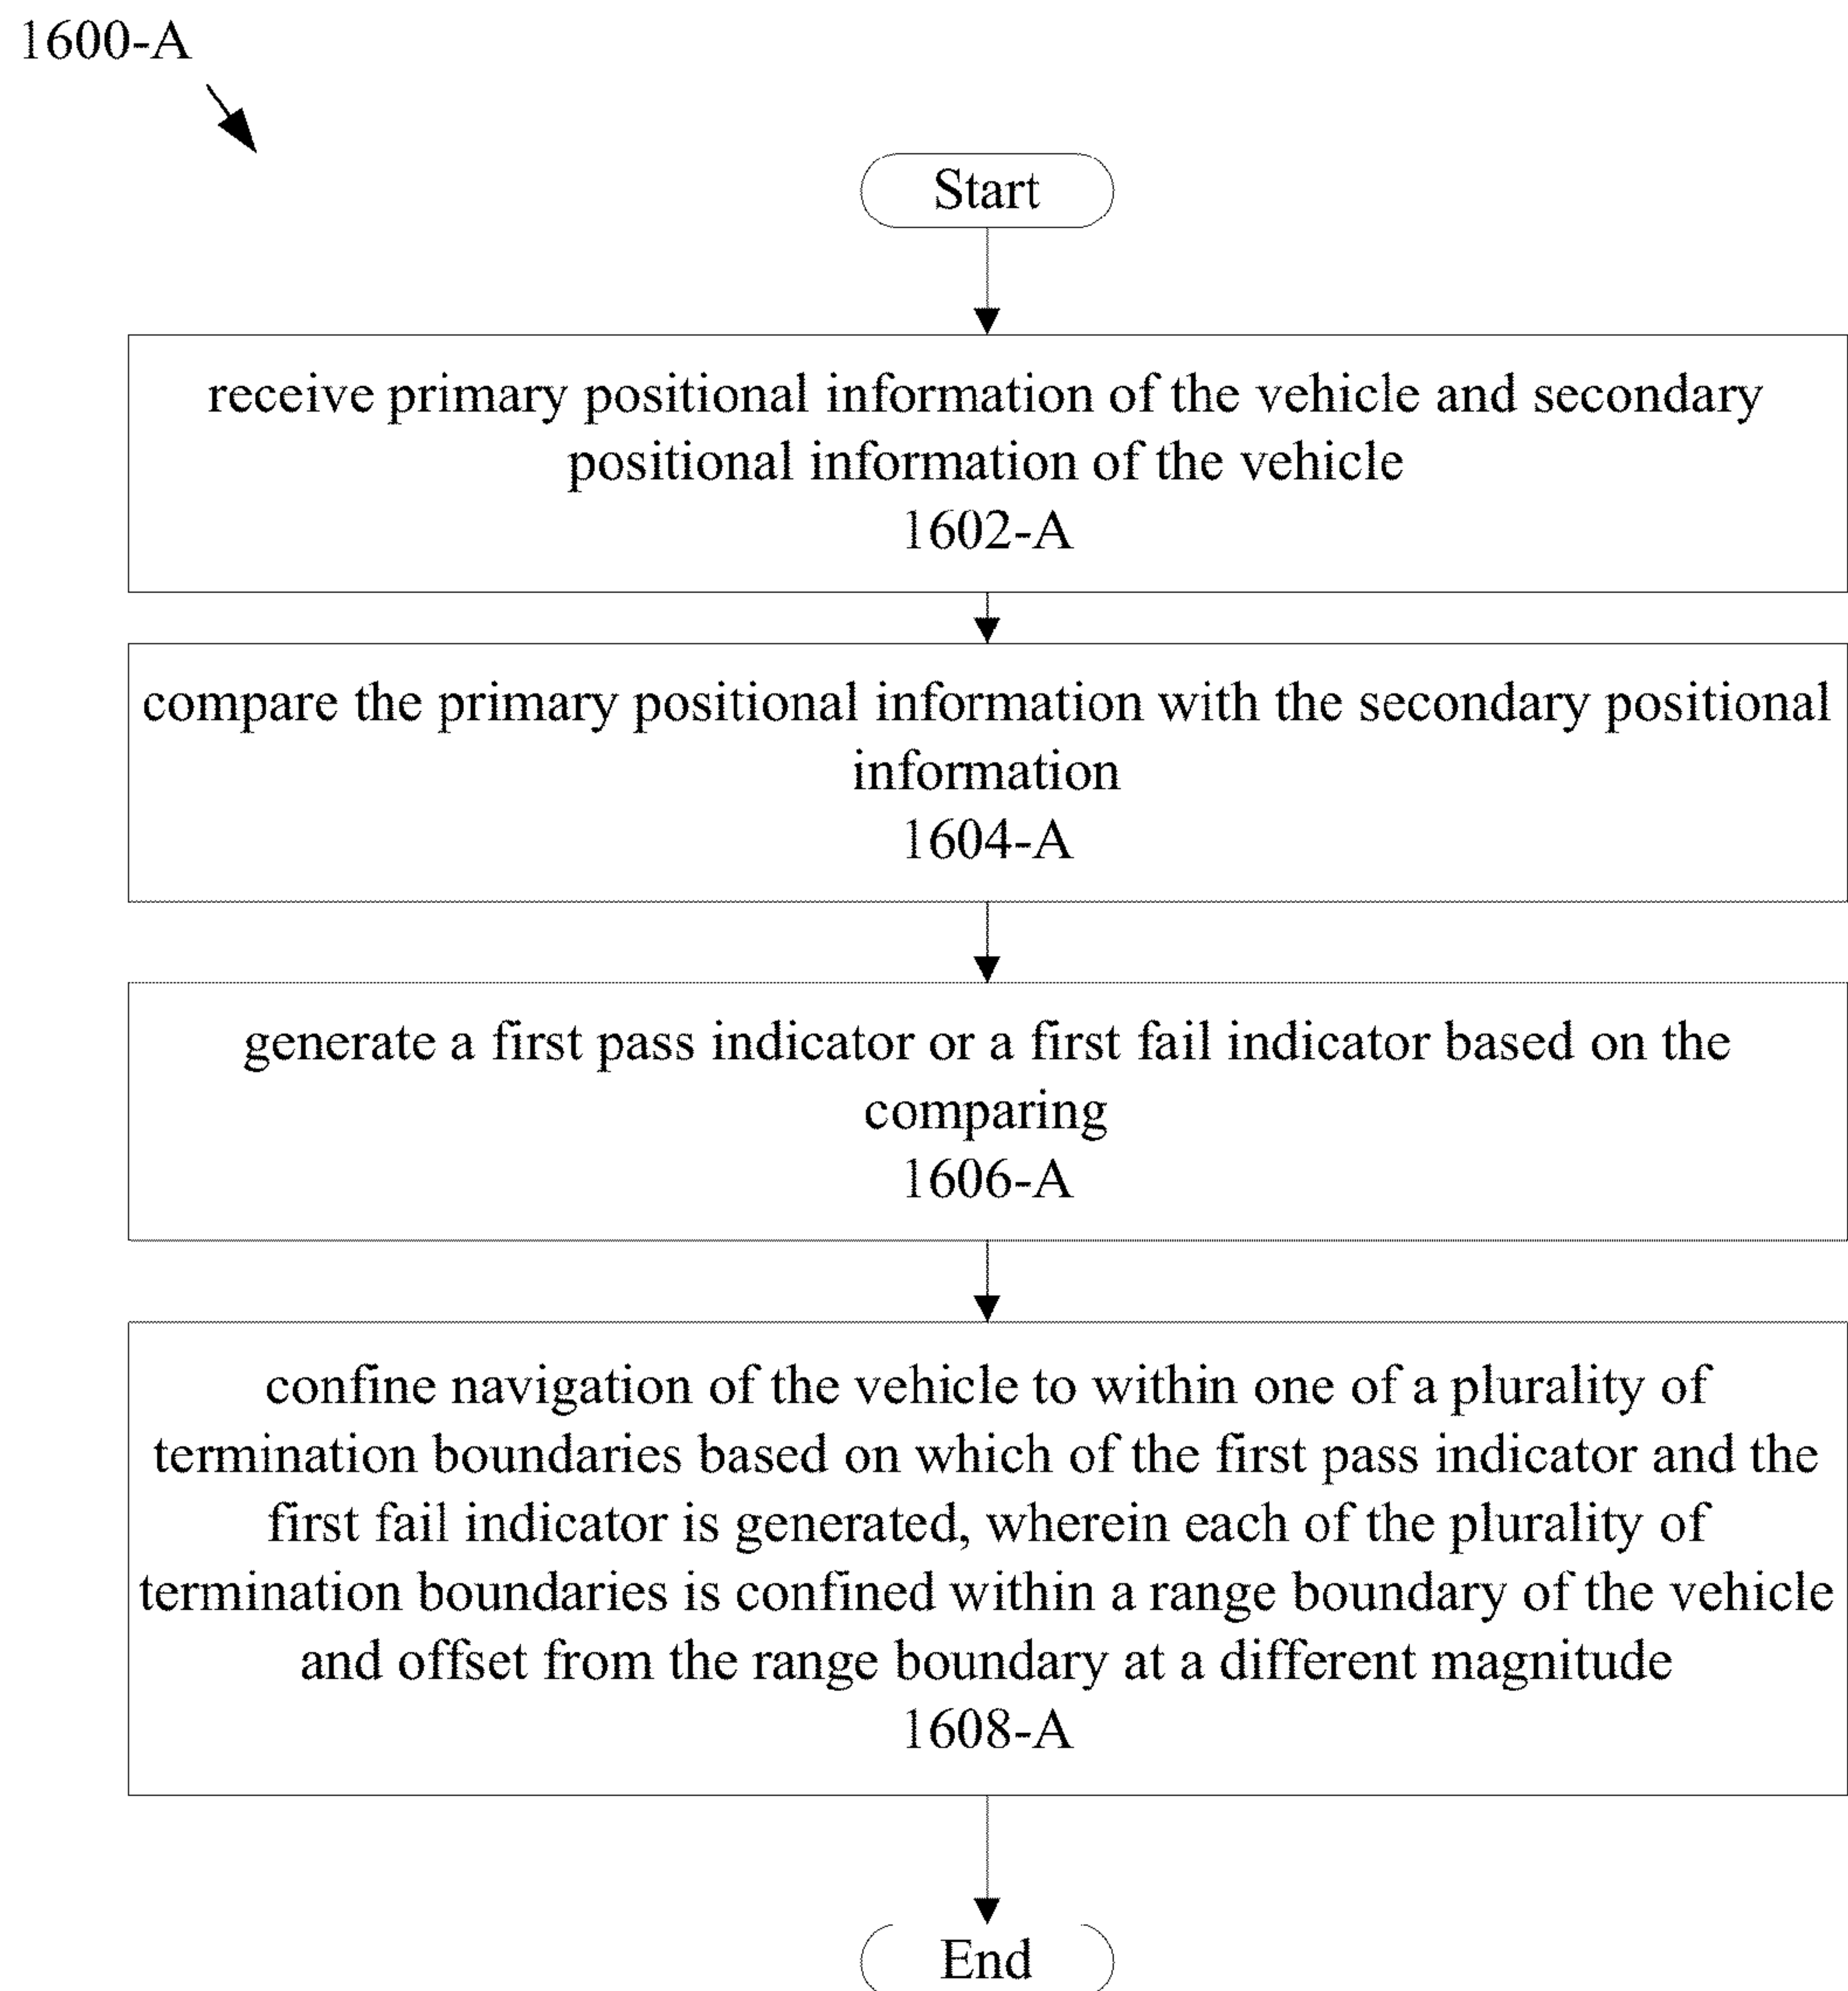 1600-A
Start
receive primary positional information of the vehicle and secondary
positional information of the vehicle
1602-A
compare the primary positional information with the secondary positional
information
1604-A
generate a first pass indicator or a first fail indicator based on the
comparing
1606-A
confine navigation of the vehicle to within one of a plurality of
termination boundaries based on which of the first pass indicator and the
first fail indicator is generated, wherein each of the plurality of
termination boundaries is confined within a range boundary of the vehicle
and offset from the range boundary at a different magnitude
1608-A
End